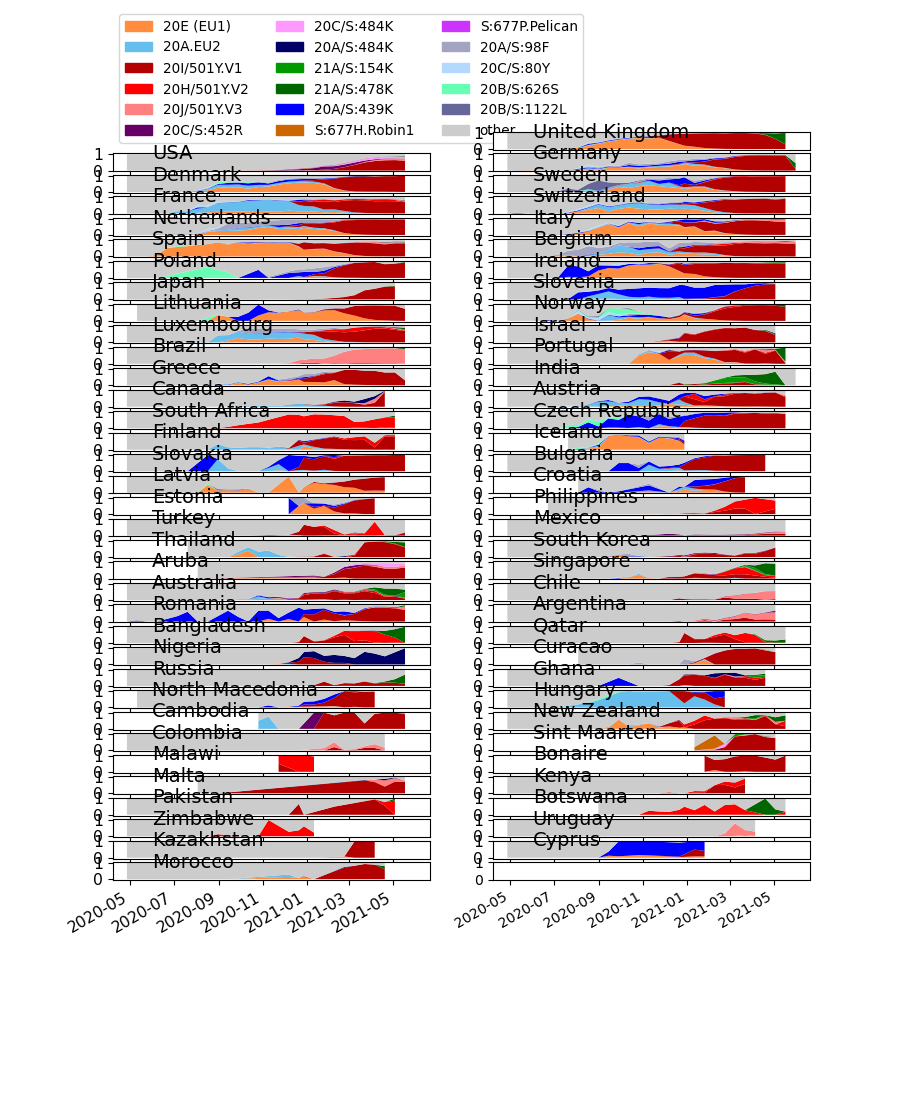 20E (EU1)
20A.EU2
20I/501Y.V1
20H/501Y.V2
20J/501Y.V3
20C/S:452R
20C/S:484K
20A/S:484K
21A/S:154K
21A/S:478K
20A/S:439K
S:677H.Robin1
S:677P.Pelican
20A/S:98F
20C/S:80Y
20B/S:626S
20B/S:1122L
other
United Kingdom
USA
Germany
Denmark
Sweden
France
Switzerland
Netherlands
Italy
Spain
Belgium
Poland
Ireland
Japan
Slovenia
Lithuania
Norway
Luxembourg
Israel
Brazil
Portugal
Greece
India
Canada
Austria
South Africa
Czech Republic
Finland
Iceland
Slovakia
Bulgaria
Latvia
Croatia
Estonia
Philippines
Turkey
Mexico
Thailand
South Korea
Aruba
Singapore
Australia
Chile
Romania
Argentina
Bangladesh
Qatar
Nigeria
Curacao
Russia
Ghana
North Macedonia
Hungary
Cambodia
New Zealand
Colombia
Sint Maarten
Malawi
Bonaire
Malta
Kenya
Pakistan
Botswana
Zimbabwe
Uruguay
Kazakhstan
Cyprus
Morocco
1
0
2020-05 2020-07 2020-09 2020-11 2021-01 2021-03 2021-05
2020-05 2020-07 2020-09 2020-11 2021-01 2021-03 2021-05